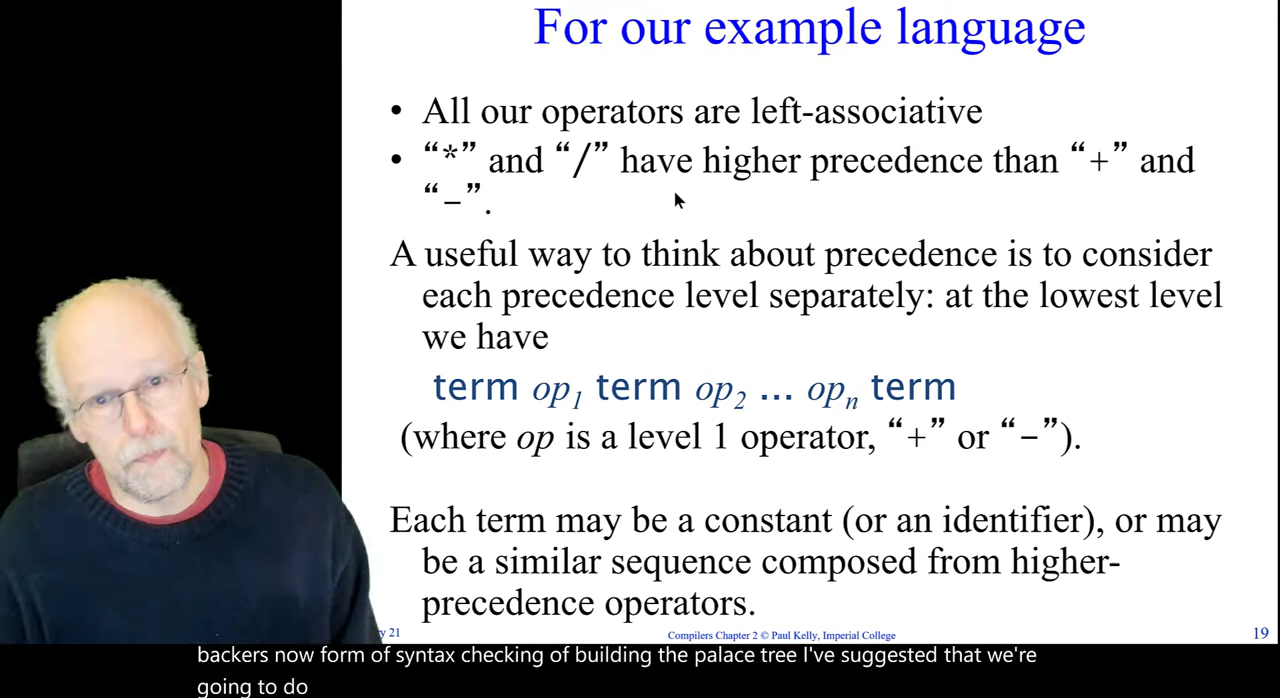 For our example language
• All our operators are left-associative
• “*” and “/” have higher precedence than “+” and
“–”.
A useful way to think about precedence is to consider
each precedence level separately: at the lowest level
we have
term op1 term op2 ... opn term
(where op is a level 1 operator, “+” or “–”).
Each term may be a constant (or an identifier), or may
be a similar sequence composed from higher-
precedence operators.
y 21 Compilers Chapter 2 © Paul Kelly, Imperial College 19
backers now form of syntax checking of building the palace tree I've suggested that we're
going to do